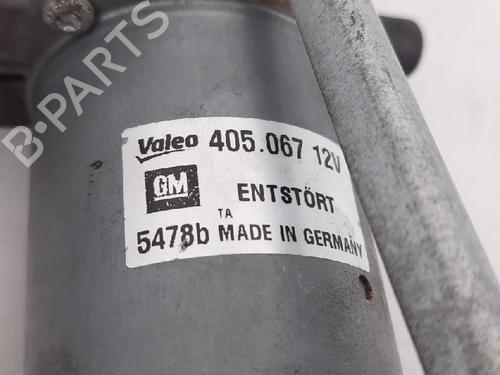 B-PARTS
Valeo 405.067 12V
GM ENTSTÖRT
TA
5478b MADE IN GERMANY